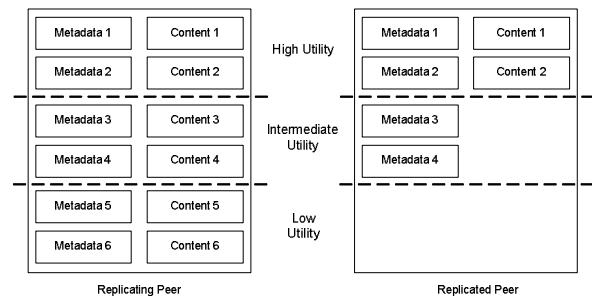 Metadata 1 Content 1 Metadata 1 Content 1
High Utility
Metadata 2 Content 2 Metadata 2 Content 2
Metadata 3 Content 3 Metadata 3
Intermediate
Utility
Metadata 4 Content 4 Metadata 4
Metadata 5 Content 5
Low
Utility
Metadata 6 Content 6
Replicating Peer Replicated Peer